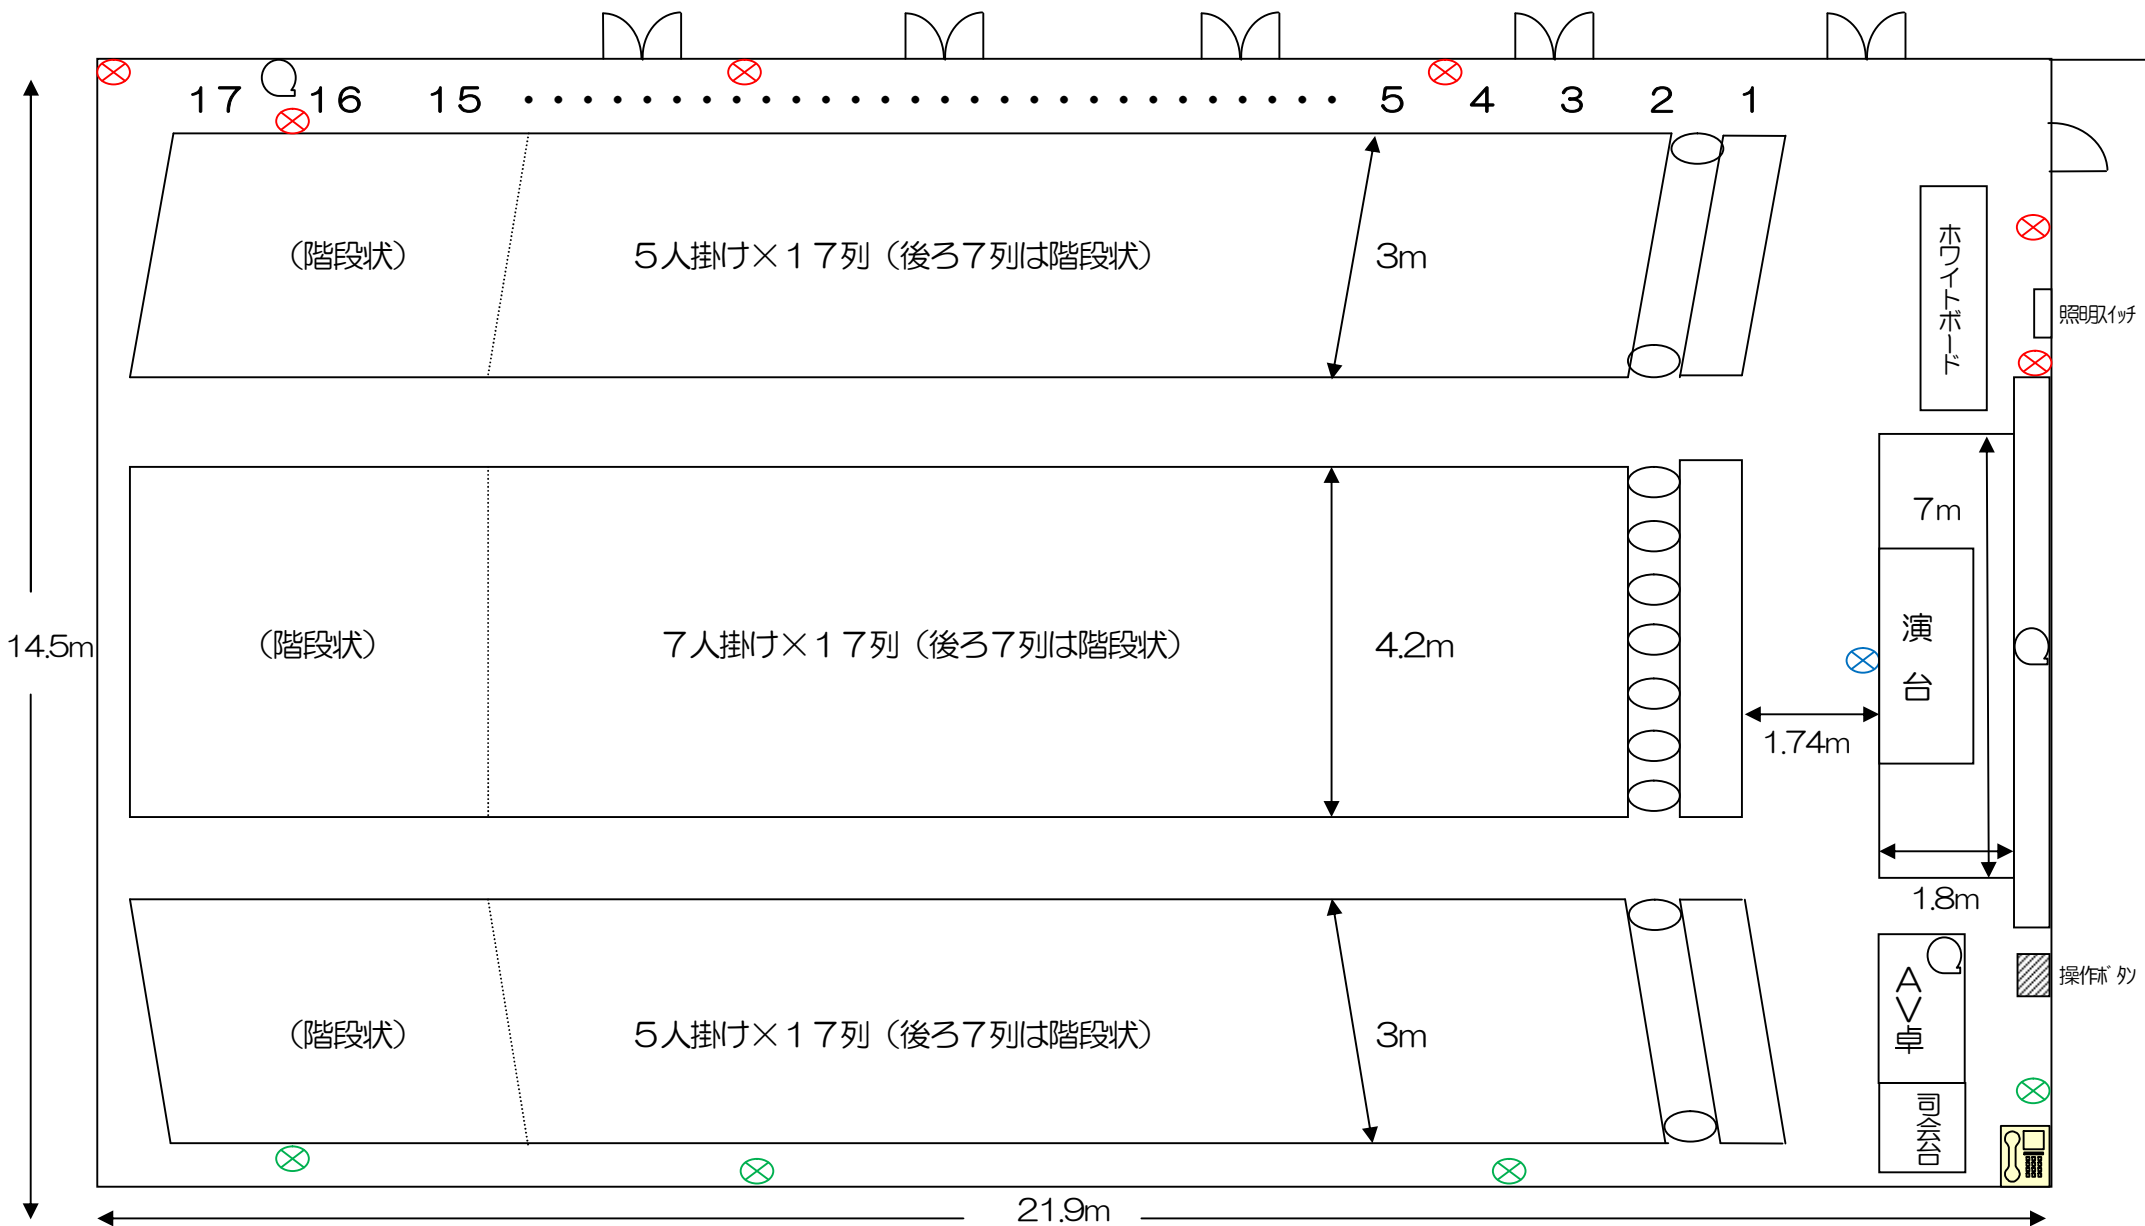 17 16 15 ・・・・・・・・・・・・・・・・・・・・・・・・・・・・ 5 4 3 2 1
（階段状）
５人掛け×１７列（後ろ７列は階段状）
3m
ホワイトボード
照明スイッチ
7m
14.5m
（階段状）
７人掛け×１７列（後ろ７列は階段状）
4.2m
演台
1.74m
1.8m
（階段状）
５人掛け×１７列（後ろ７列は階段状）
3m
AV卓
操作ボタン
司会台
21.9m